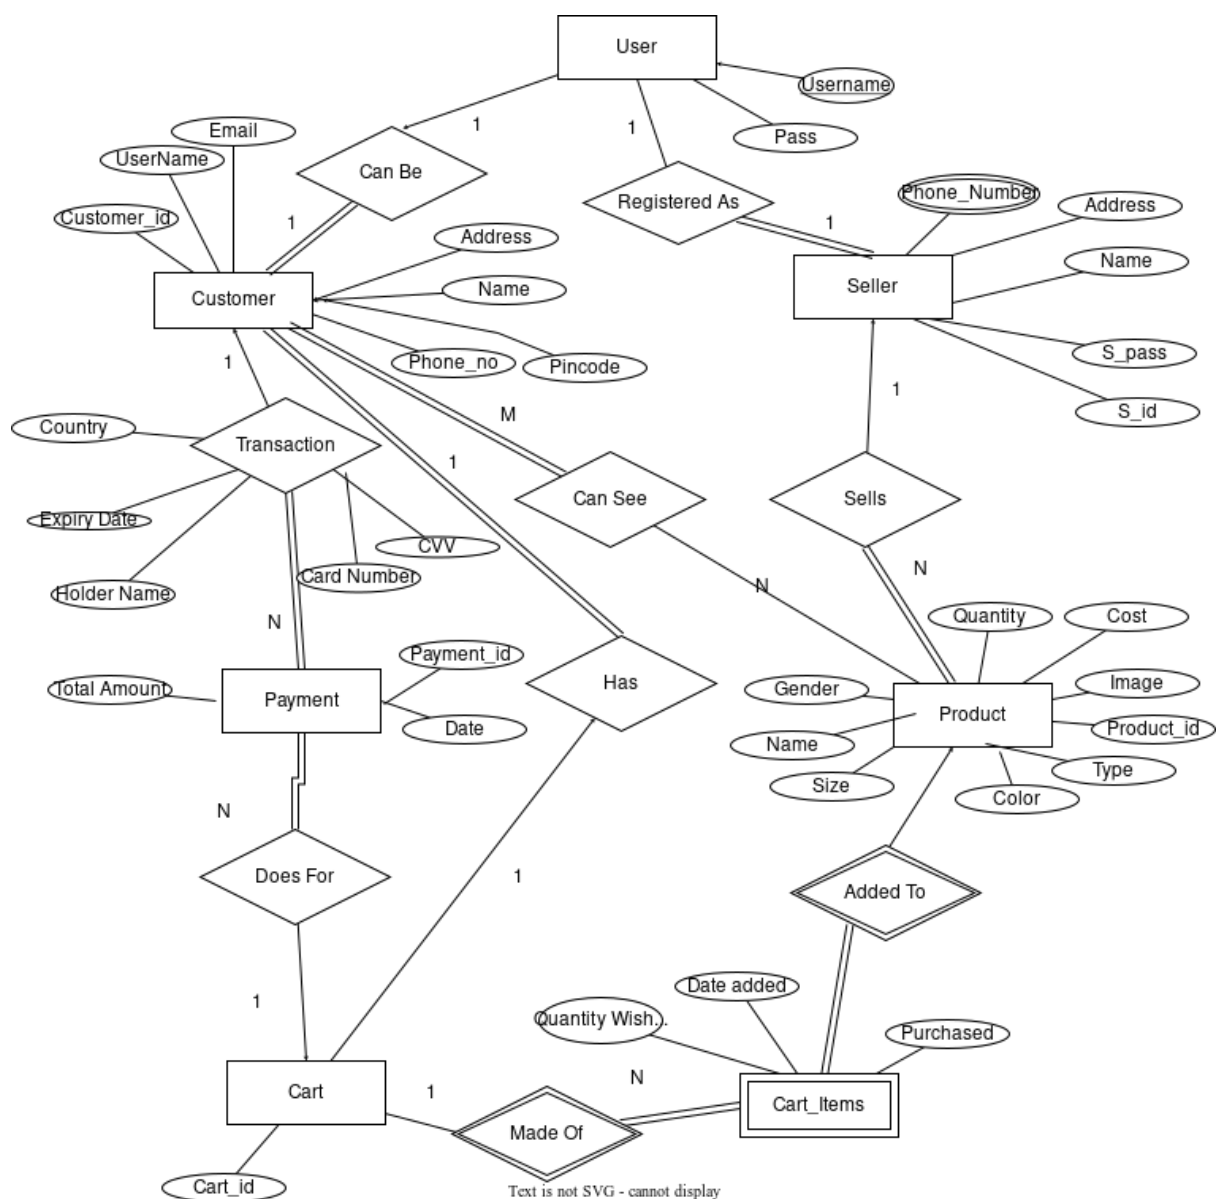 User
Username
1
1
Pass
Email
UserName
Can Be
Customer_id
1
Registered As
Phone_Number
Address
1
Address
Name
Name
Customer
Seller
1
Phone_no
Pincode
S_pass
1
M
S_id
Country
Transaction
1
Can See
Sells
Expiry Date
CVV
Card Number
N
N
Holder Name
N
Quantity
Cost
Payment_id
Has
Gender
Image
Total Amount
Payment
Date
Product
Product_id
Name
Type
Size
Color
N
Does For
1
Added To
1
Date added
Quantity Wish...
Purchased
Cart
1
N
Cart_Items
Made Of
Cart_id
Text is not SVG - cannot display